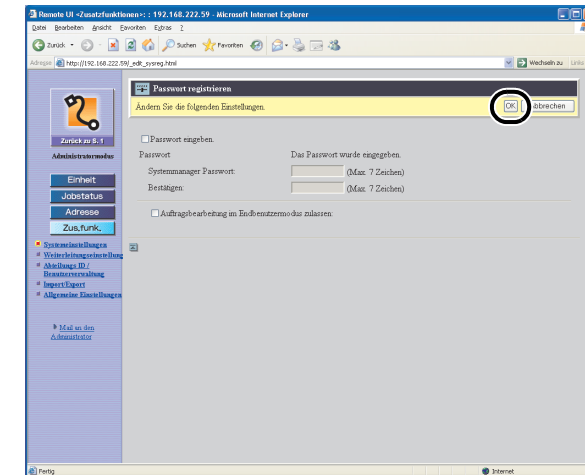 Remote UI <Zusatzfunktionen>: : 192.168.222.59 - Microsoft Internet Explorer
Datei Bearbeiten Ansicht Favoriten Extras ?
Zurück Suchen Favoriten
Adresse http://192.168.222.59/_edit_sysreg.html Wechseln zu Links
Passwort registrieren
Ändern Sie die folgenden Einstellungen. OK Abbrechen
Zurück zu S. 1
Administratormodus
Einheit
Jobstatus
Adresse
Zus.funk.
Systemeinstellungen
Weiterleitungseinstellung
Abteilungs ID /
Benutzerverwaltung
Import/Export
Allgemeine Einstellungen
Mail an den
Administrator
Passwort eingeben.
Passwort Das Passwort wurde eingegeben.
Systemmanager Passwort: (Max. 7 Zeichen)
Bestätigen: (Max. 7 Zeichen)
Auftragsbearbeitung im Endbenutzermodus zulassen:
Fertig Internet